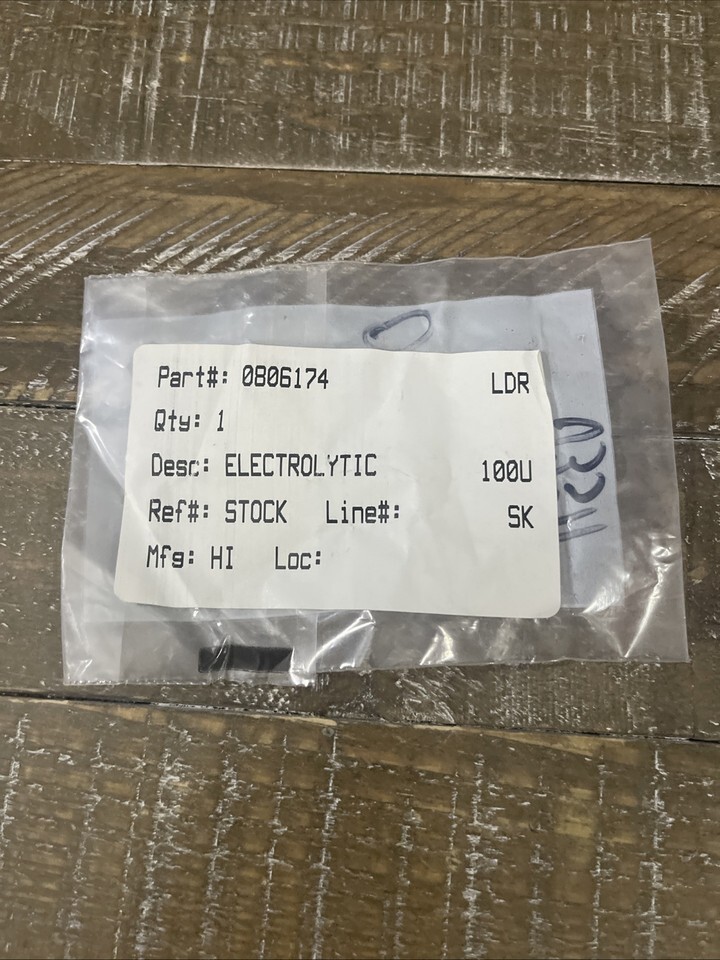 Part#: 0806174 LDR
Qty: 1
Desc: ELECTROLYTIC 100U
Ref#: STOCK Line#: SK
Mfg: HI Loc: